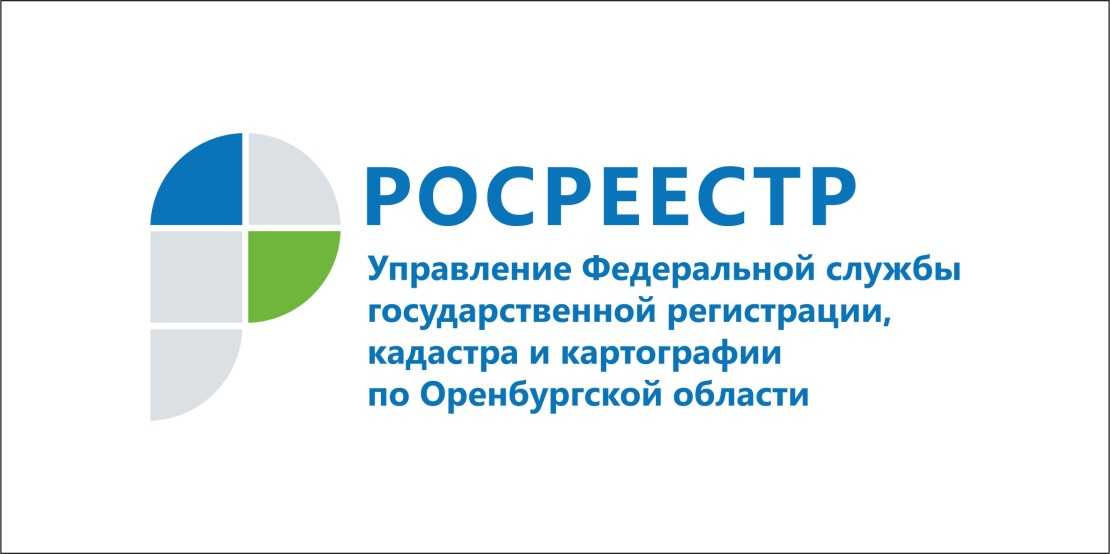 РОСРЕЕСТР
Управление Федеральной службы
государственной регистрации,
кадастра и картографии
по Оренбургской области